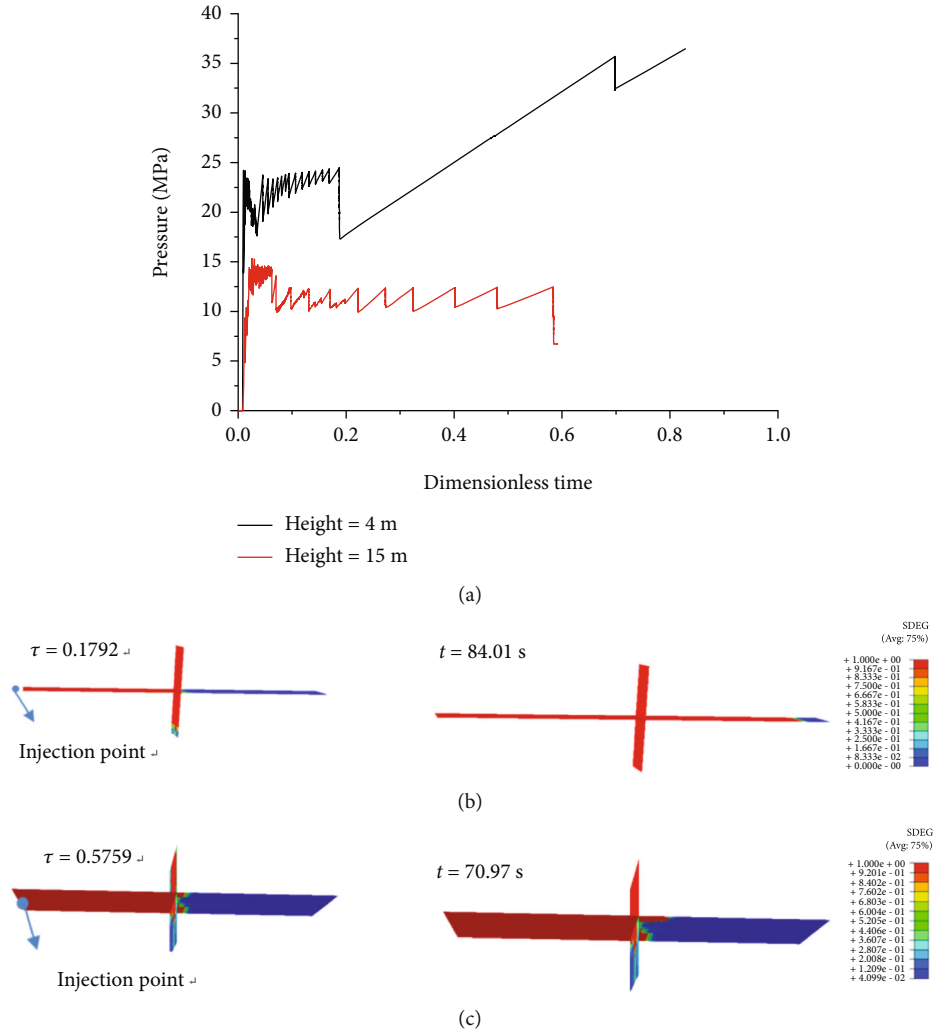 40
35
30
25
20
15
10
5
0
Pressure (MPa)
0.0 0.2 0.4 0.6 0.8 1.0
Dimensionless time
Height = 4 m
Height = 15 m
(a)
τ = 0.1792 ↵
Injection point ↵
t = 84.01 s
SDEG
(Avg: 75%)
+ 1.000e + 00
+ 9.167e - 01
+ 8.333e - 01
+ 7.500e - 01
+ 6.667e - 01
+ 5.833e - 01
+ 5.000e - 01
+ 4.167e - 01
+ 3.333e - 01
+ 2.500e - 01
+ 1.667e - 01
+ 8.333e - 02
+ 0.000e - 00
(b)
τ = 0.5759 ↵
Injection point ↵
t = 70.97 s
SDEG
(Avg: 75%)
+ 1.000e + 00
+ 9.201e - 01
+ 8.402e - 01
+ 7.602e - 01
+ 6.803e - 01
+ 6.004e - 01
+ 5.205e - 01
+ 4.406e - 01
+ 3.607e - 01
+ 2.807e - 01
+ 2.008e - 01
+ 1.209e - 01
+ 4.099e - 02
(c)